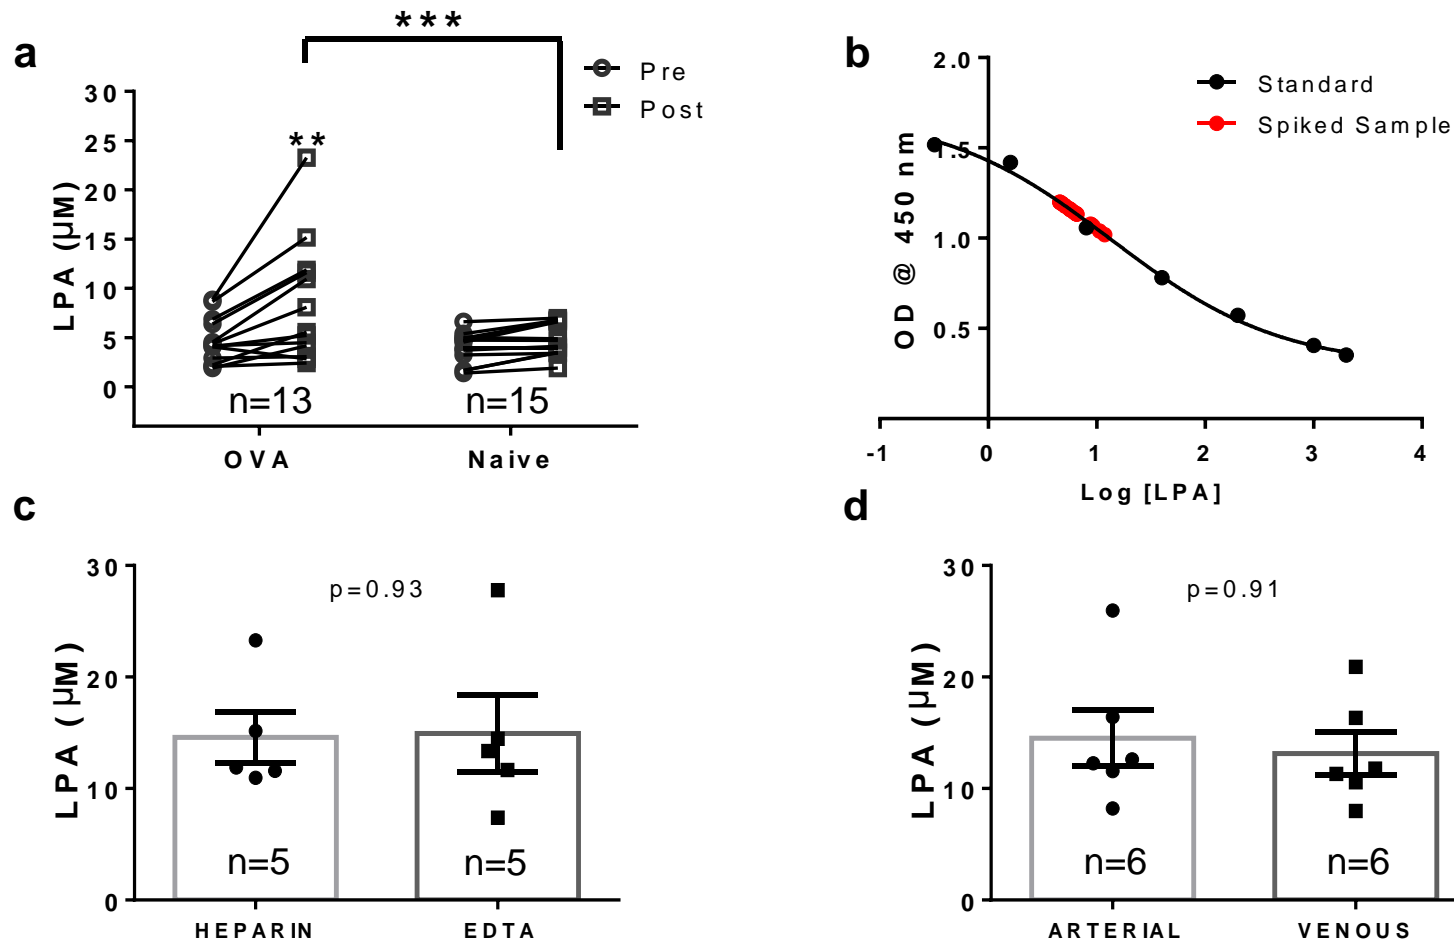 a
***
Pre
Post
**
LPA (µM)
30
25
20
15
10
5
0
n=13
n=15
OVA
Naive
b
Standard
Spiked Sample
OD @ 450 nm
2.0
1.5
1.0
0.5
-1
0
1
2
3
4
Log [LPA]
c
p=0.93
LPA (µM)
30
20
10
0
n=5
n=5
HEPARIN
EDTA
d
p=0.91
LPA (µM)
30
20
10
0
n=6
n=6
ARTERIAL
VENOUS